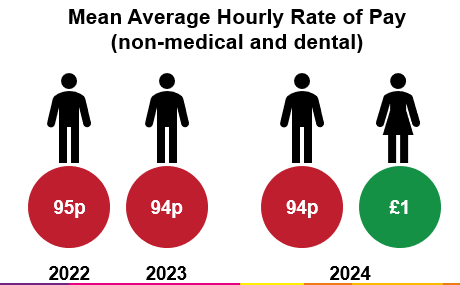 Mean Average Hourly Rate of Pay
(non-medical and dental)
95p
94p
94p
£1
2022
2023
2024